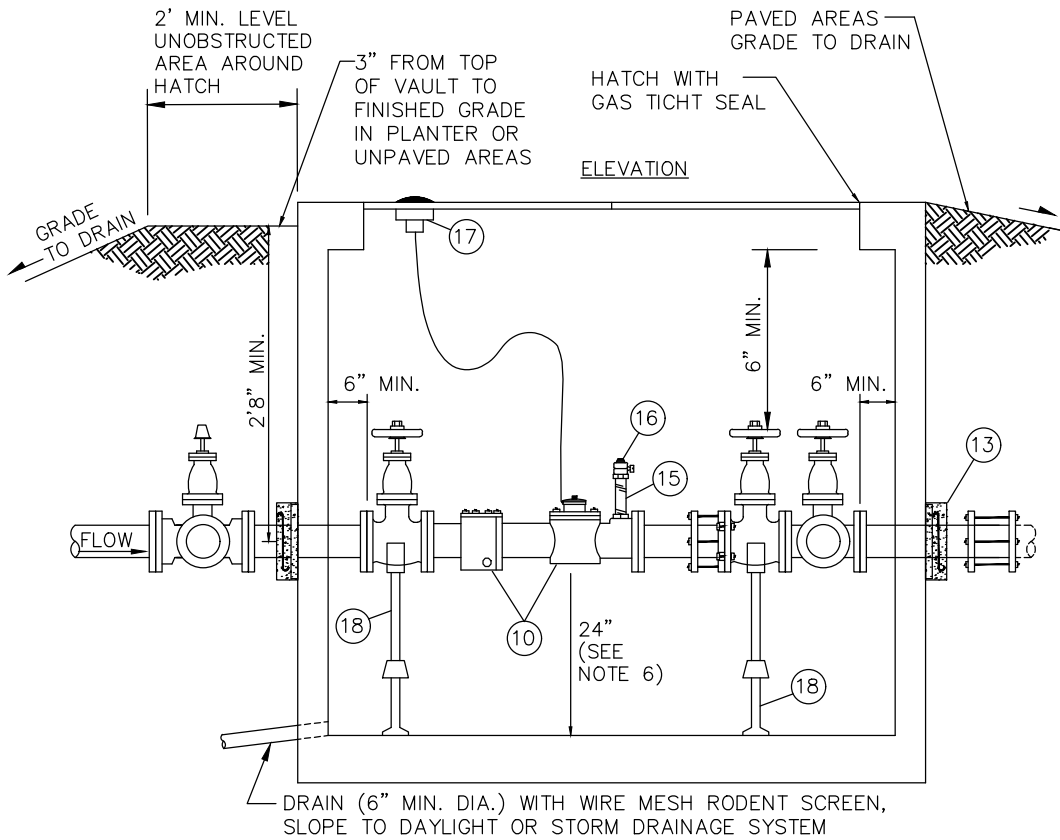 2' MIN. LEVEL
UNOBSTRUCTED
AREA AROUND
HATCH
3" FROM TOP
OF VAULT TO
FINISHED GRADE
IN PLANTER OR
UNPAVED AREAS
HATCH WITH
GAS TICHT SEAL
PAVED AREAS
GRADE TO DRAIN
ELEVATION
GRADE
TO DRAIN
17
2'8" MIN.
6" MIN.
6" MIN.
6" MIN.
16
15
13
FLOW
18
10
24"
(SEE
NOTE 6)
18
DRAIN (6" MIN. DIA.) WITH WIRE MESH RODENT SCREEN,
SLOPE TO DAYLIGHT OR STORM DRAINAGE SYSTEM